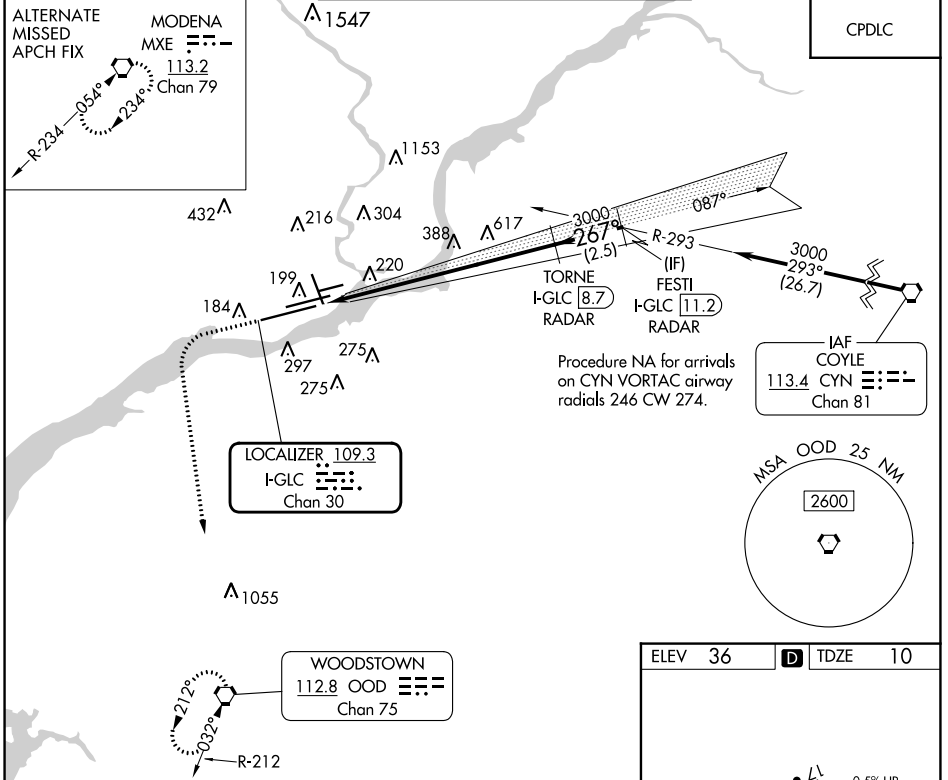 ALTERNATE
MISSED
APCH FIX
MODENA
MXE
113.2
Chan 79
054°
234°
R-234
1547
CPDLC
1153
432
216
304
388
617
199
220
184
297
275
275
3000
267°
(2.5)
087°
R-293
3000
293°
(26.7)
TORNE
I-GLC 8.7
RADAR
(IF)
FESTI
I-GLC 11.2
RADAR
Procedure NA for arrivals
on CYN VORTAC airway
radials 246 CW 274.
IAF
COYLE
113.4 CYN
Chan 81
LOCALIZER 109.3
I-GLC
Chan 30
MSA OOD 25 NM
2600
1055
WOODSTOWN
112.8 OOD
Chan 75
212°
032°
R-212
ELEV 36 D TDZE 10